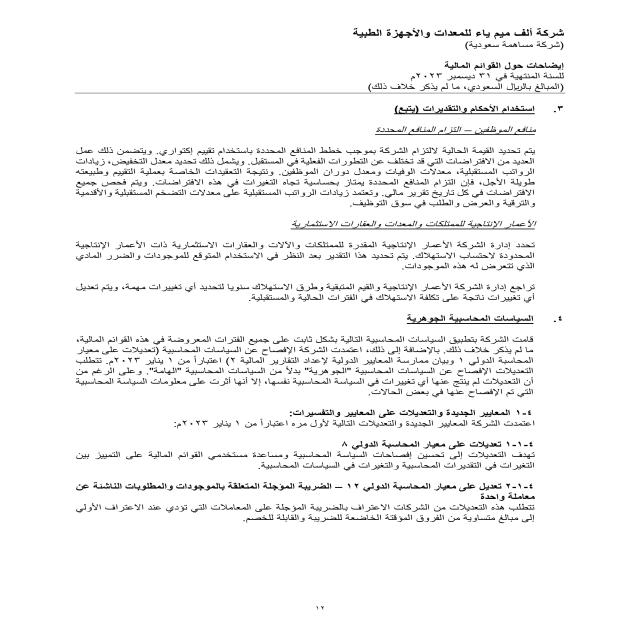 شركة ألف ميم ياء للمعدات والأجهزة الطبية
(شركة مساهمة سعودية)
إيضاحات حول القوائم المالية
للسنة المنتهية في ٣١ ديسمبر ٢٠٢٣م
(المبالغ بالريال السعودي، ما لم يذكر خلاف ذلك)
٣. استخدام الأحكام والتقديرات (يتبع)
منافع الموظفين – التزام المنافع المحددة
يتم تحديد القيمة الحالية لالتزام الشركة بموجب خطط المنافع المحددة باستخدام تقييم إكتواري. ويتضمن ذلك عمل
العديد من الافتراضات التي قد تختلف عن التطورات الفعلية في المستقبل. ويشمل ذلك تحديد معدل التخفيض، زيادات
الرواتب المستقبلية، معدلات الوفيات ومعدل دوران الموظفين. ونتيجة التعقيدات الخاصة بعملية التقييم وطبيعته
طويلة الأجل، فإن التزام المنافع المحددة يمتاز بحساسية تجاه التغيرات في هذه الافتراضات. ويتم فحص جميع
الافتراضات في كل تاريخ تقرير مالي. وتعتمد زيادات الرواتب المستقبلية على معدلات التضخم المستقبلية والأقدمية
والترقية والعرض والطلب في سوق التوظيف.
الأعمار الإنتاجية للممتلكات والمعدات والعقارات الاستثمارية
تحدد إدارة الشركة الأعمار الإنتاجية المقدرة للممتلكات والآلات والعقارات الاستثمارية ذات الأعمار الإنتاجية
المحدودة لاحتساب الاستهلاك. يتم تحديد هذا التقدير بعد النظر في الاستخدام المتوقع للموجودات والضرر المادي
الذي تتعرض له هذه الموجودات.
تراجع إدارة الشركة الأعمار الإنتاجية والقيم المتبقية وطرق الاستهلاك سنويا لتحديد أي تغييرات مهمة، ويتم تعديل
أي تغيرات ناتجة على تكلفة الاستهلاك في الفترات الحالية والمستقبلية.
٤. السياسات المحاسبية الجوهرية
قامت الشركة بتطبيق السياسات المحاسبية التالية بشكل ثابت على جميع الفترات المعروضة في هذه القوائم المالية،
ما لم يذكر خلاف ذلك. بالإضافة إلى ذلك، اعتمدت الشركة الإفصاح عن السياسات المحاسبية (تعديلات على معيار
المحاسبة الدولي ١ وبيان ممارسة المعايير الدولية لإعداد التقارير المالية ٢) اعتباراً من ١ يناير ٢٠٢٣م. تتطلب
التعديلات الإفصاح عن السياسات المحاسبية "الجوهرية" بدلاً من السياسات المحاسبية "الهامة". وعلى الرغم من
أن التعديلات لم ينتج عنها أي تغييرات في السياسة المحاسبية نفسها، إلا أنها أثرت على معلومات السياسة المحاسبية
التي تم الإفصاح عنها في بعض الحالات.
٤-١ المعايير الجديدة والتعديلات على المعايير والتفسيرات:
اعتمدت الشركة المعايير الجديدة والتعديلات التالية لأول مره اعتباراً من ١ يناير ٢٠٢٣م:
٤-١-١ تعديلات على معيار المحاسبة الدولي ٨
تهدف التعديلات إلى تحسين إفصاحات السياسة المحاسبية ومساعدة مستخدمي القوائم المالية على التمييز بين
التغيرات في التقديرات المحاسبية والتغيرات في السياسات المحاسبية.
٤-١-٢ تعديل على معيار المحاسبة الدولي ١٢ – الضريبة المؤجلة المتعلقة بالموجودات والمطلوبات الناشئة عن
معاملة واحدة
تتطلب هذه التعديلات من الشركات الاعتراف بالضريبة المؤجلة على المعاملات التي تؤدي عند الاعتراف الأولي
إلى مبالغ متساوية من الفروق المؤقتة الخاضعة للضريبة والقابلة للخصم.
١٢